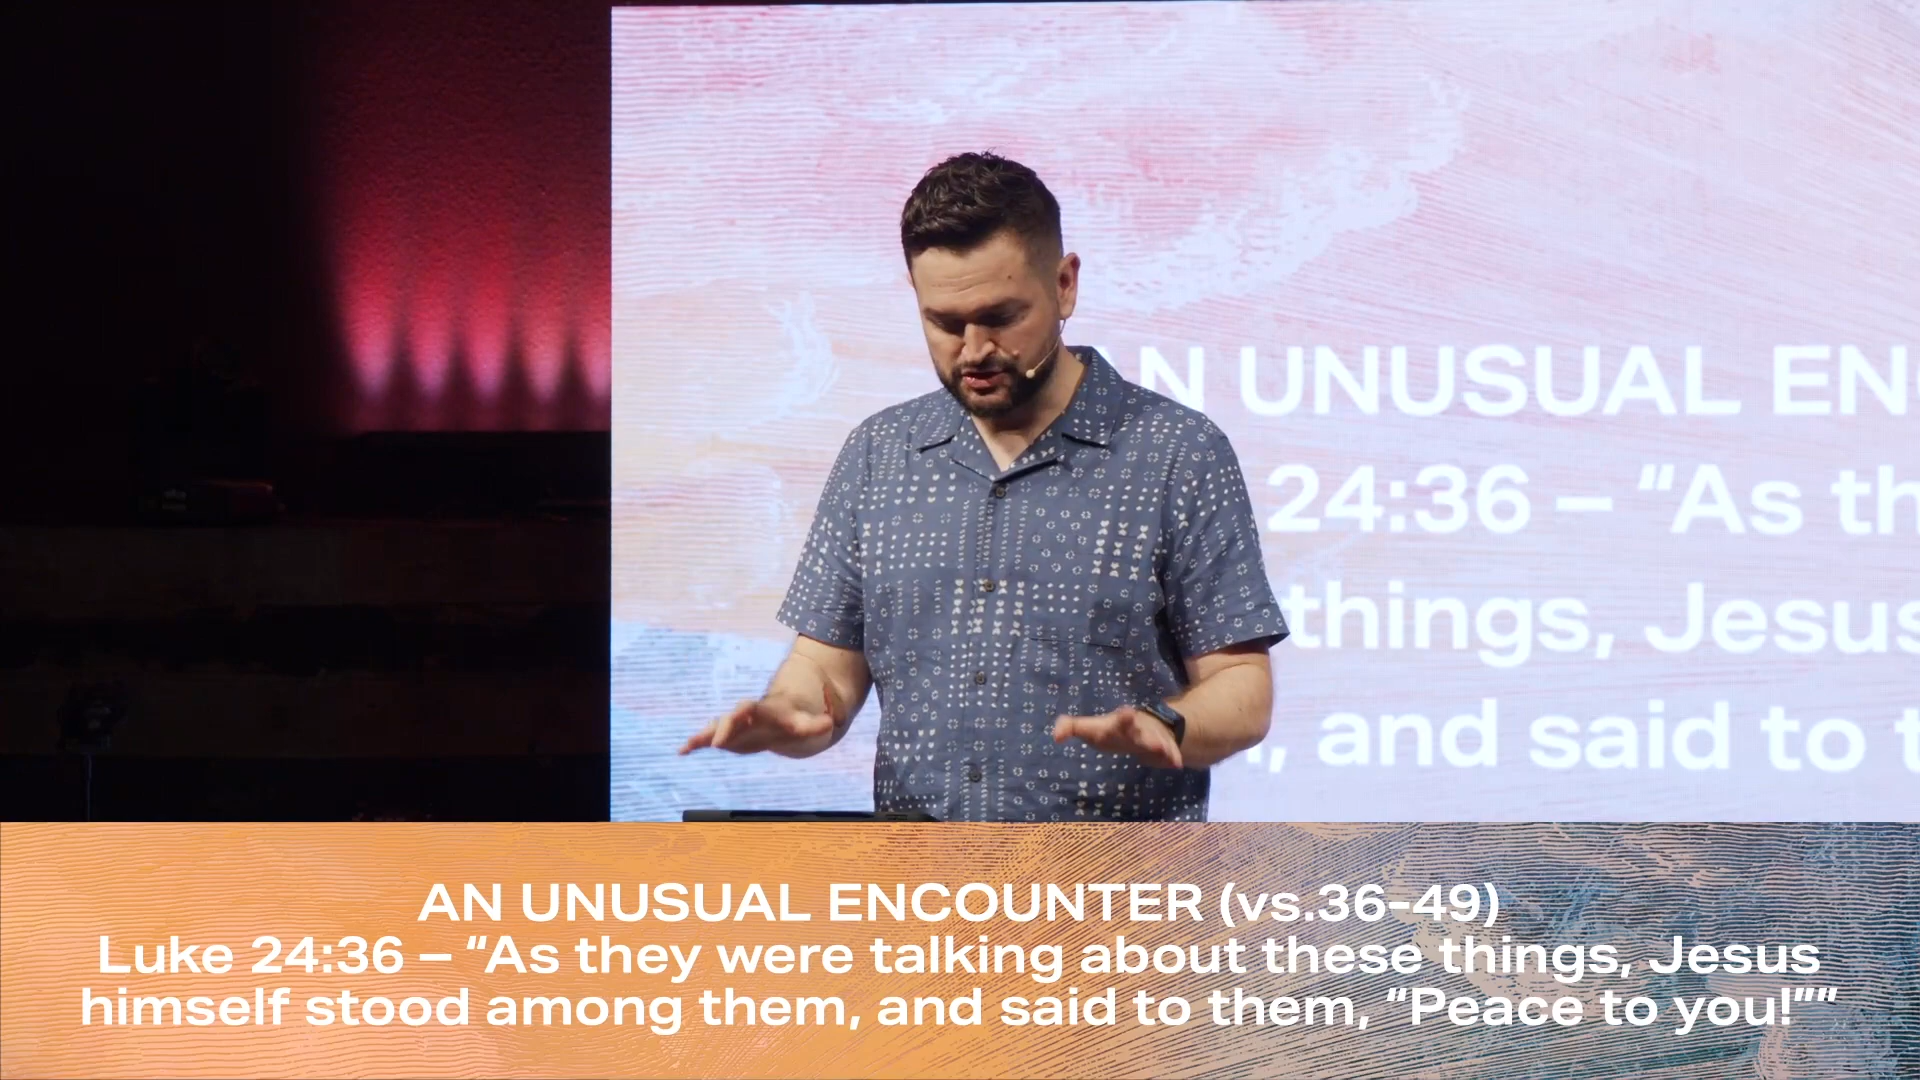 N UNUSUAL EN
24:36 – “As th
things, Jesus
, and said to t
AN UNUSUAL ENCOUNTER (vs.36-49)
Luke 24:36 – “As they were talking about these things, Jesus
himself stood among them, and said to them, “Peace to you!””